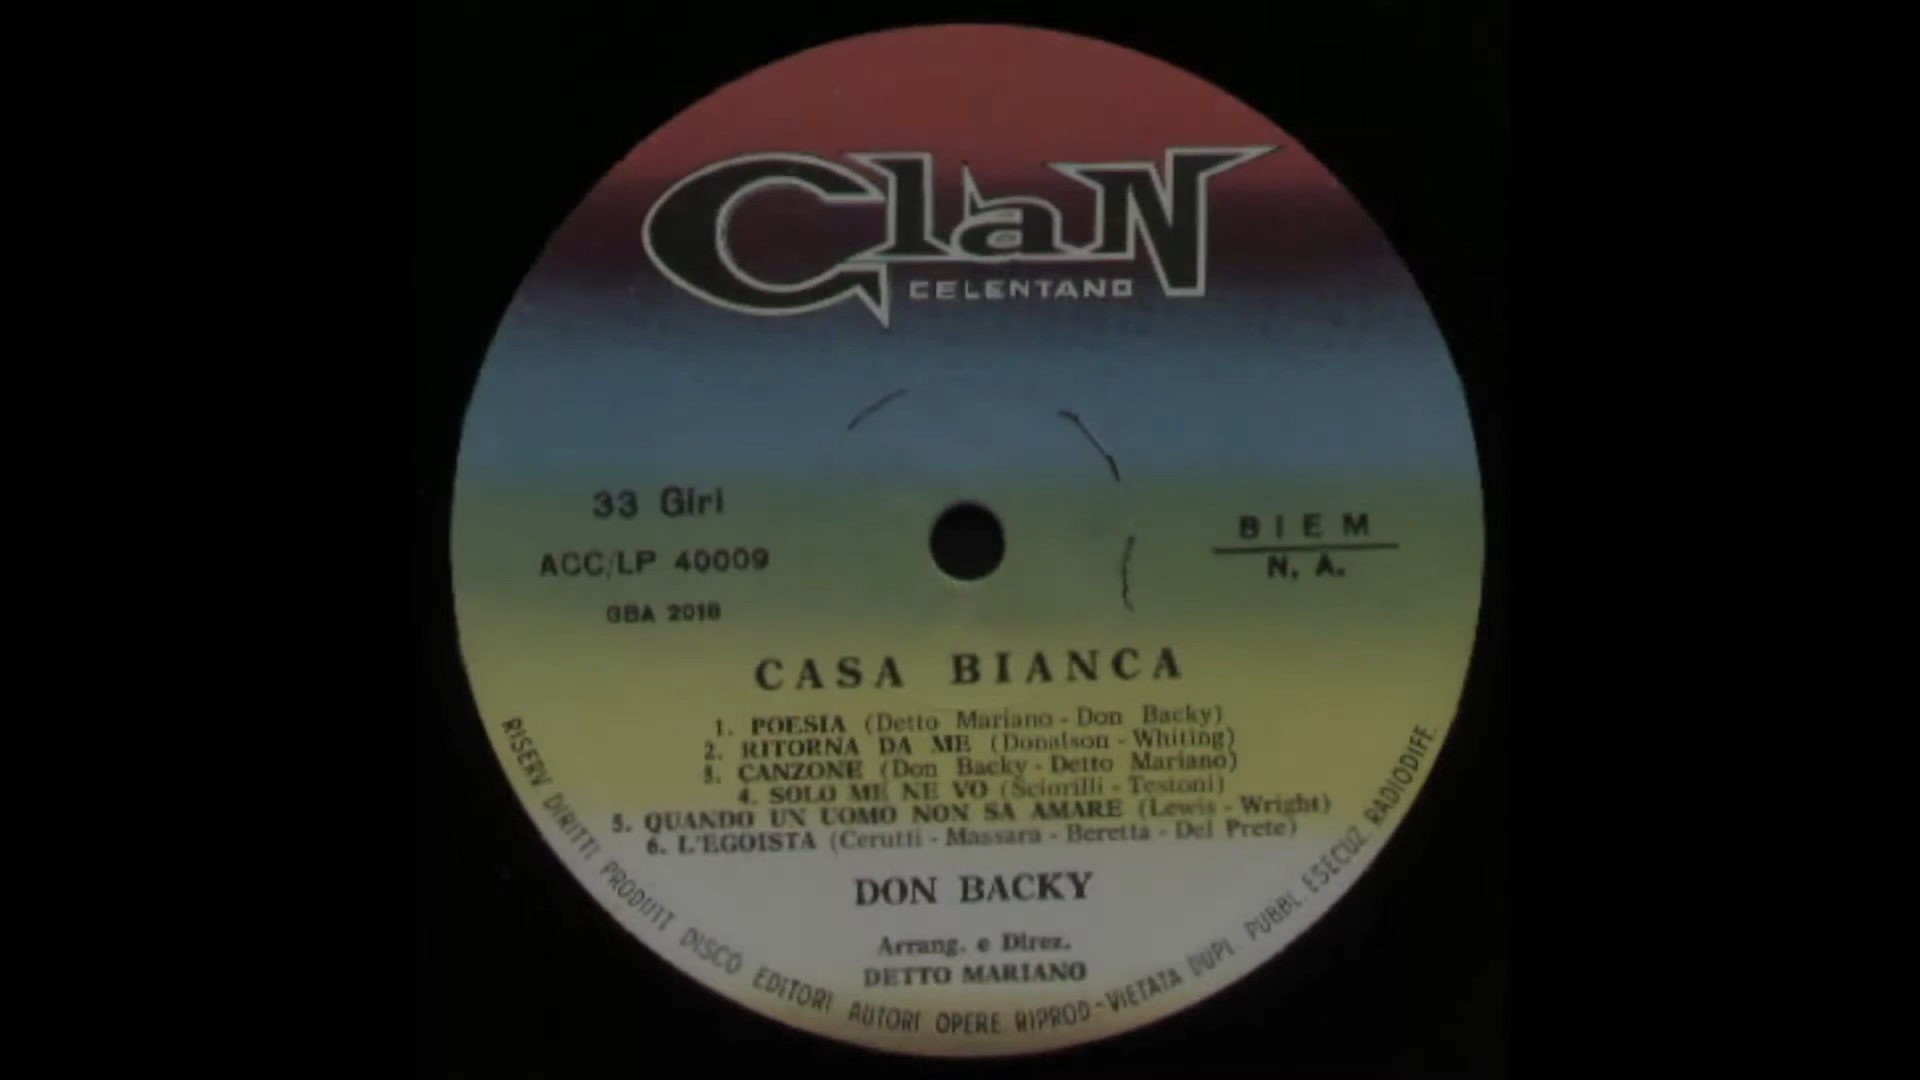 Clan
CELENTANO
33 Giri
ACC/LP 40009
GBA 2018
BIEM
N. A.
CASA BIANCA
1. POESIA (Detto Mariano - Don Backy)
2. RITORNA DA ME (Donalson - Whiting)
3. CANZONE (Don Backy - Detto Mariano)
4. SOLO ME NE VO (Sciorilli - Testoni)
5. QUANDO UN UOMO NON SA AMARE (Lewis - Wright)
6. L'EGOISTA (Cerutti - Massara - Beretta - Del Prete)
DON BACKY
Arrang. e Direz.
DETTO MARIANO
RISERV DIRITTI PRODUTT DISCO EDITORI AUTORI OPERE RIPROD - VIETATA DUPL. PUBBL. ESECUZ. RADIODIFF.